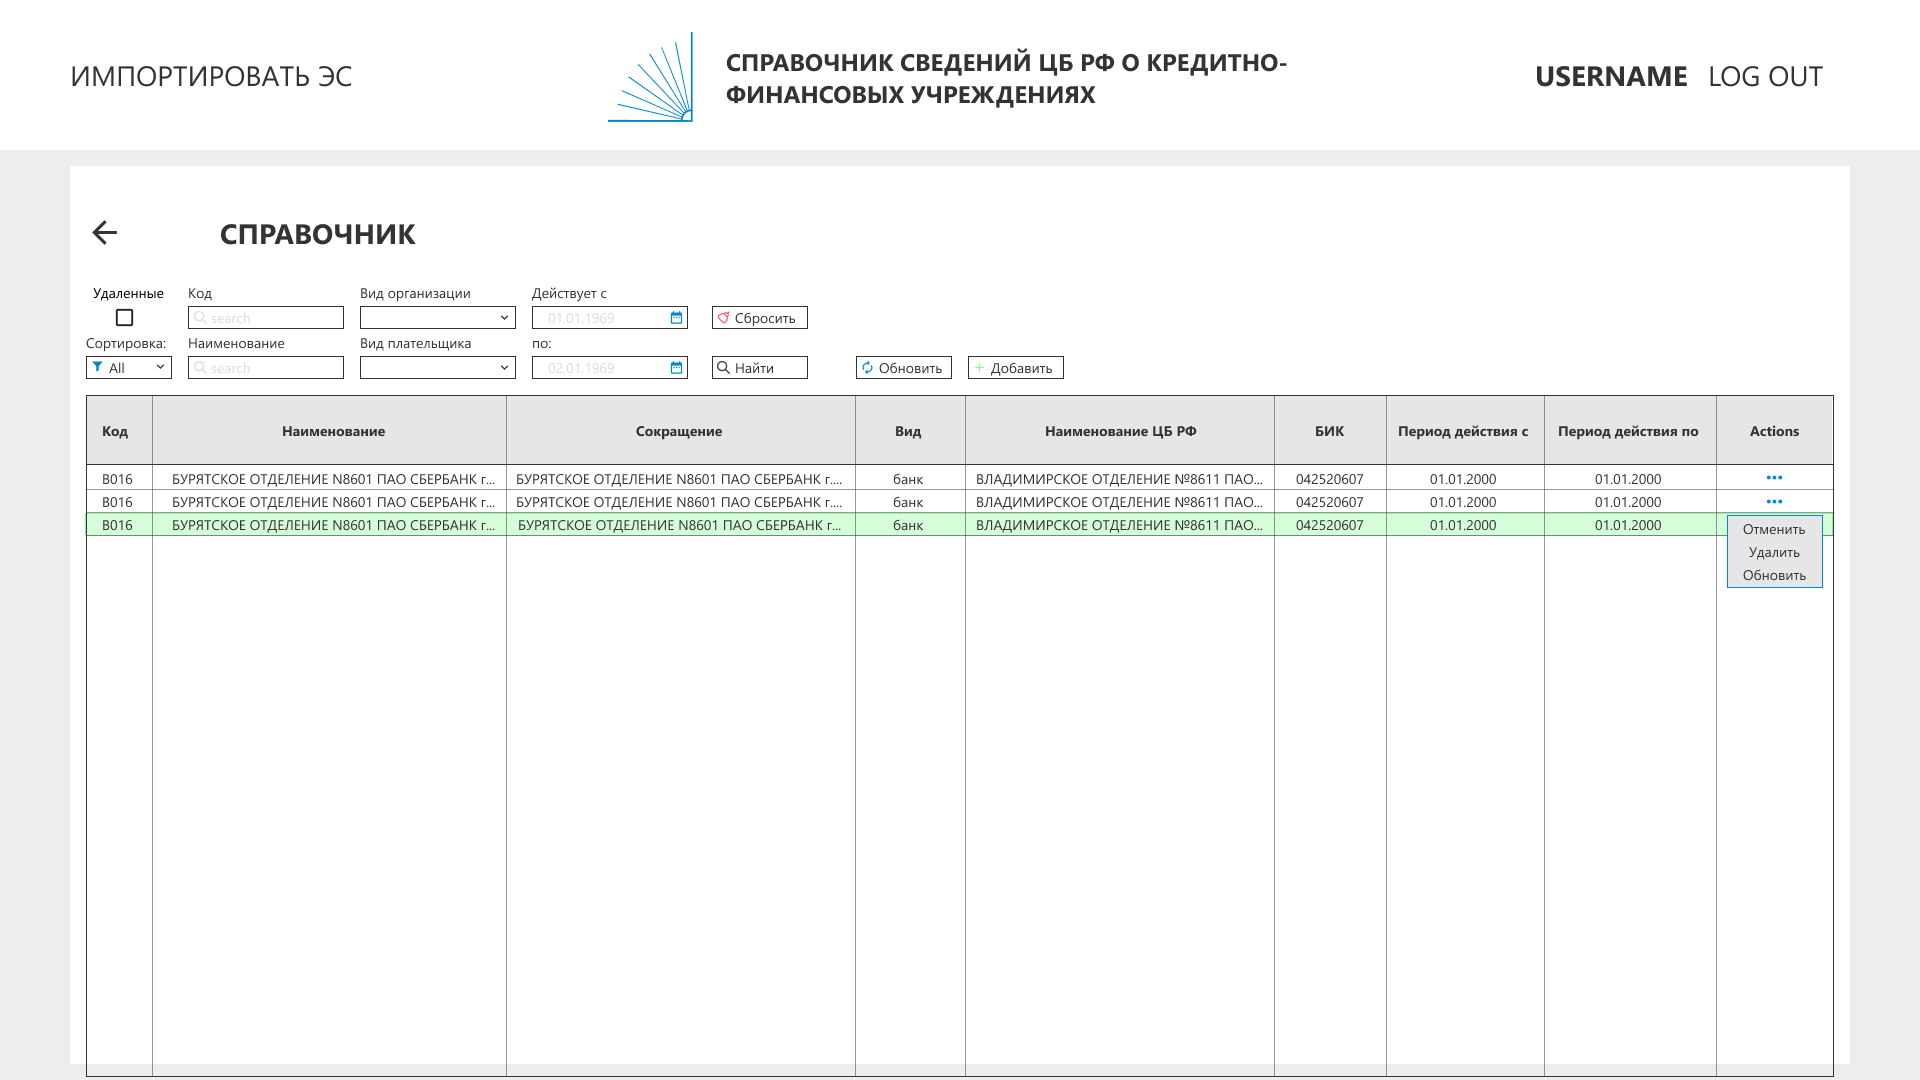 ИМПОРТИРОВАТЬ ЭС
СПРАВОЧНИК СВЕДЕНИЙ ЦБ РФ О КРЕДИТНО-
ФИНАНСОВЫХ УЧРЕЖДЕНИЯХ
USERNAME LOG OUT
СПРАВОЧНИК
Удаленные Код Вид организации Действует с
search 01.01.1969 Сбросить
Сортировка: Наименование Вид плательщика по:
All search 02.01.1969 Найти Обновить Добавить
Код Наименование Сокращение Вид Наименование ЦБ РФ БИК Период действия с Период действия по Actions
B016 БУРЯТСКОЕ ОТДЕЛЕНИЕ N8601 ПАО СБЕРБАНК г... БУРЯТСКОЕ ОТДЕЛЕНИЕ N8601 ПАО СБЕРБАНК г.... банк ВЛАДИМИРСКОЕ ОТДЕЛЕНИЕ №8611 ПАО... 042520607 01.01.2000 01.01.2000
B016 БУРЯТСКОЕ ОТДЕЛЕНИЕ N8601 ПАО СБЕРБАНК г... БУРЯТСКОЕ ОТДЕЛЕНИЕ N8601 ПАО СБЕРБАНК г.... банк ВЛАДИМИРСКОЕ ОТДЕЛЕНИЕ №8611 ПАО... 042520607 01.01.2000 01.01.2000
B016 БУРЯТСКОЕ ОТДЕЛЕНИЕ N8601 ПАО СБЕРБАНК г... БУРЯТСКОЕ ОТДЕЛЕНИЕ N8601 ПАО СБЕРБАНК г... банк ВЛАДИМИРСКОЕ ОТДЕЛЕНИЕ №8611 ПАО... 042520607 01.01.2000 01.01.2000
Отменить
Удалить
Обновить